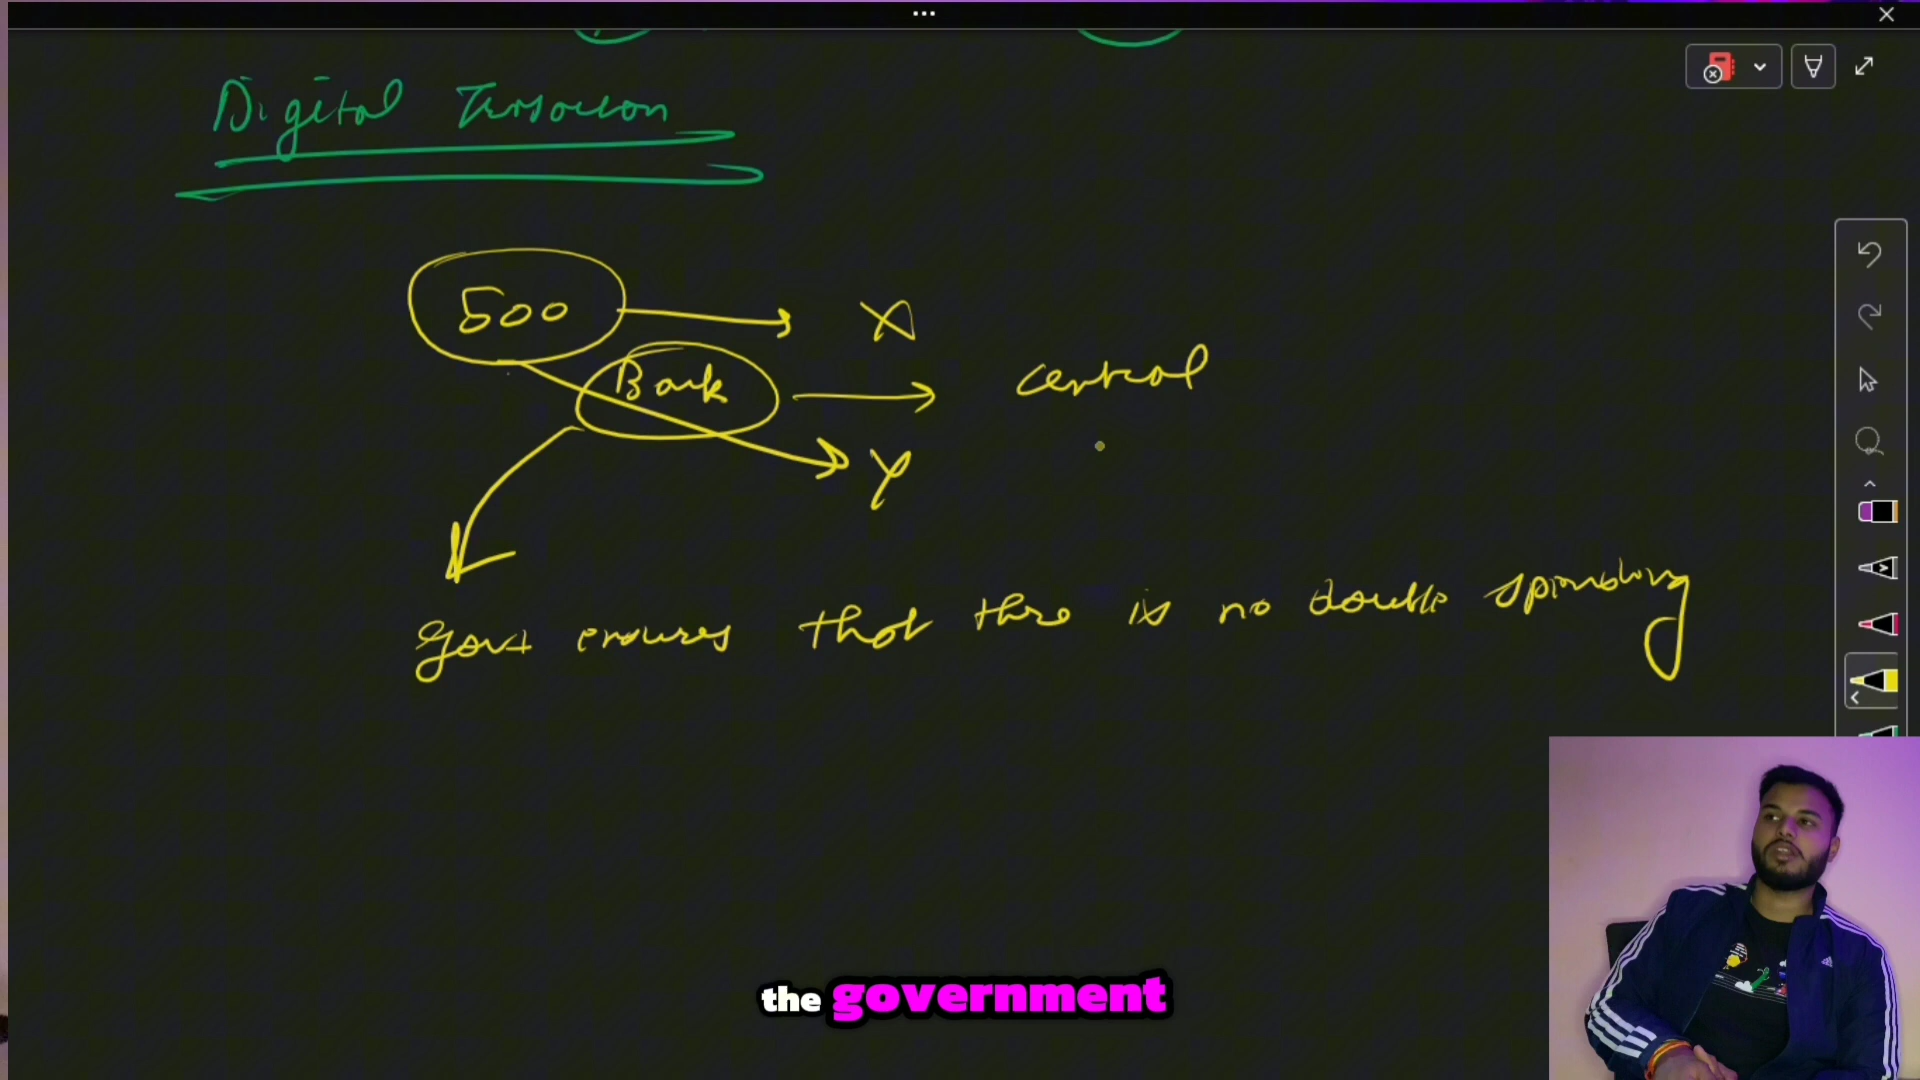 Digital Transaction
500 X
Bank central
Y
Govt ensures that there is no double spending
the government